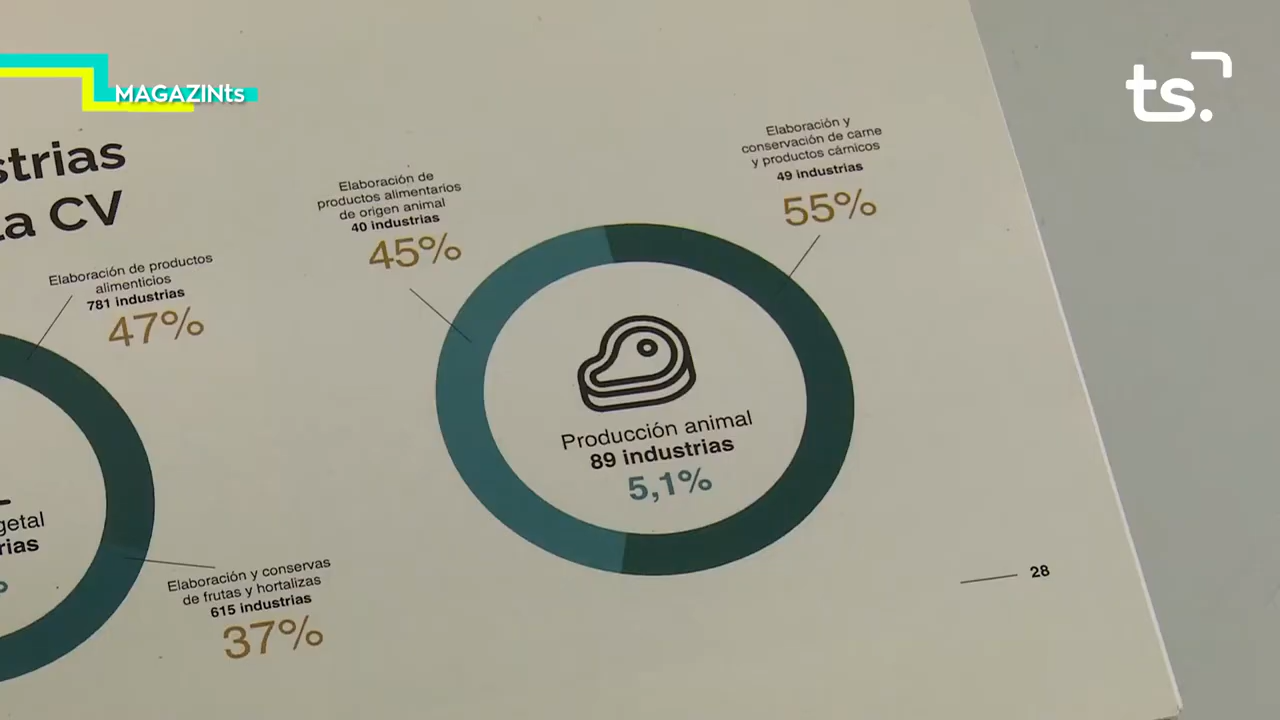 MAGAZINts
ts.
strias
la CV
Elaboración de productos
alimenticios
781 industrias
47%
getal
rias
Elaboración y conservas
de frutas y hortalizas
615 industrias
37%
Elaboración de
productos alimentarios
de origen animal
40 industrias
45%
Elaboración y
conservación de carne
y productos cárnicos
49 industrias
55%
Producción animal
89 industrias
5,1%
28